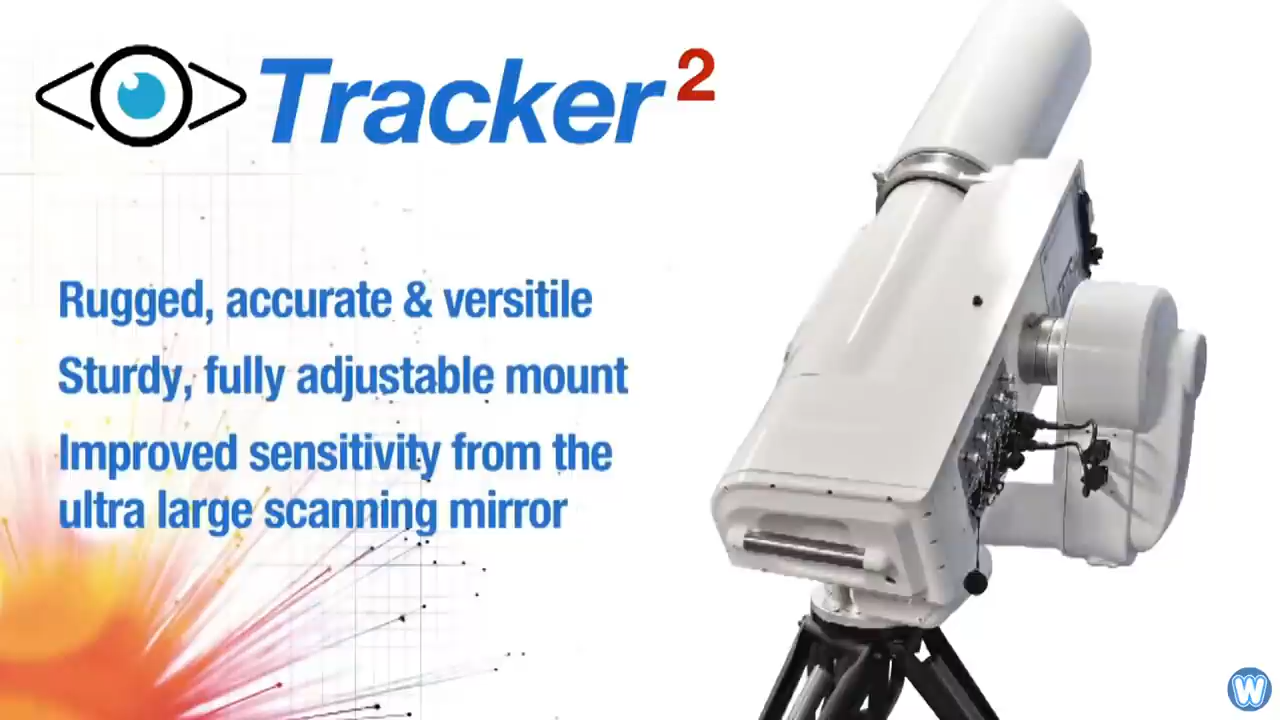 Tracker²
Rugged, accurate & versitile
Sturdy, fully adjustable mount
Improved sensitivity from the
ultra large scanning mirror
W